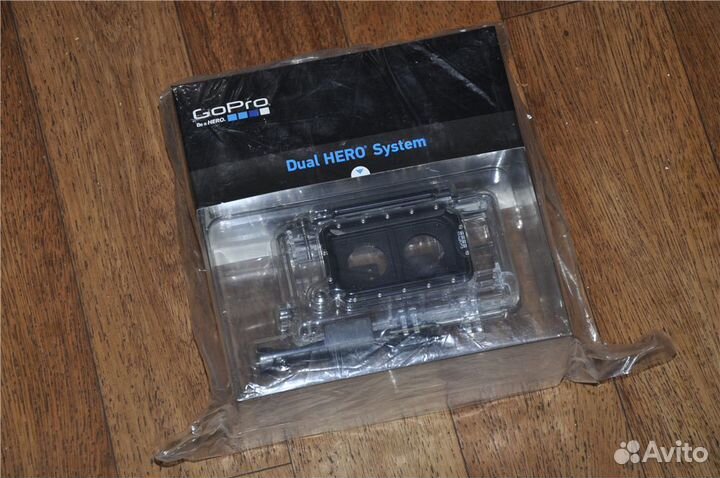 GoPro
Be a HERO.
Dual HERO® System
Avito